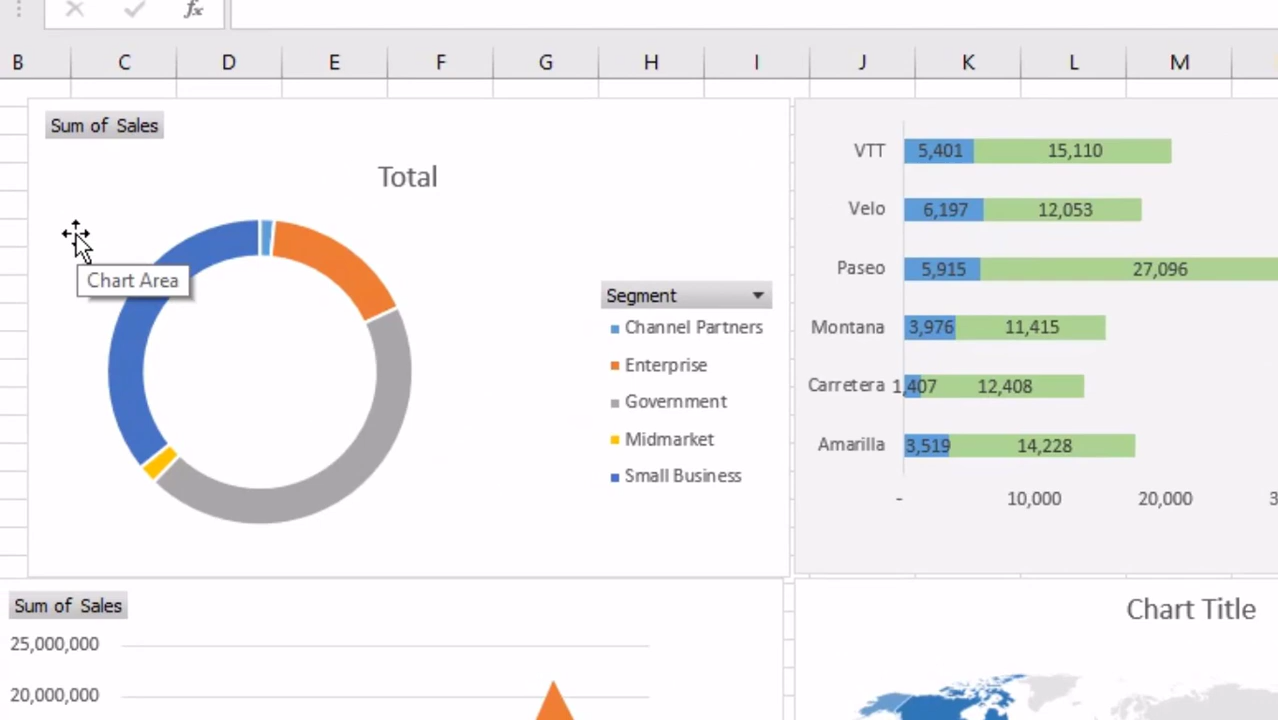 fx
B C D E F G H I J K L M
Sum of Sales
Total
Chart Area
Segment
Channel Partners
Enterprise
Government
Midmarket
Small Business
VTT 5,401 15,110
Velo 6,197 12,053
Paseo 5,915 27,096
Montana 3,976 11,415
Carretera 1,407 12,408
Amarilla 3,519 14,228
- 10,000 20,000 3
Sum of Sales
25,000,000
20,000,000
Chart Title